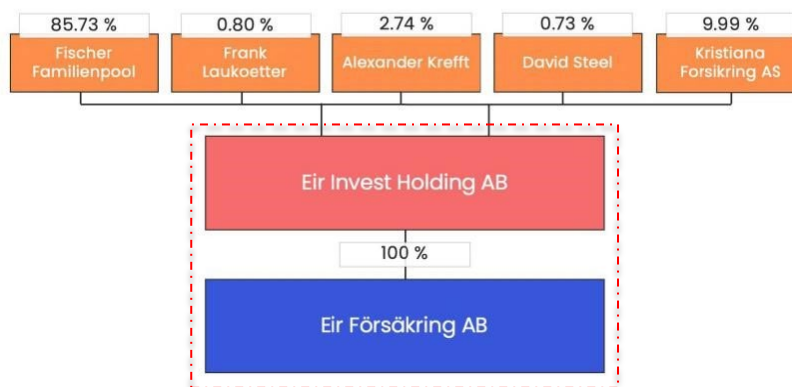 85.73 %
0.80 %
2.74 %
0.73 %
9.99 %
Fischer
Familienpool
Frank
Laukoetter
Alexander Krefft
David Steel
Kristiana
Forsikring AS
Eir Invest Holding AB
100 %
Eir Försäkring AB